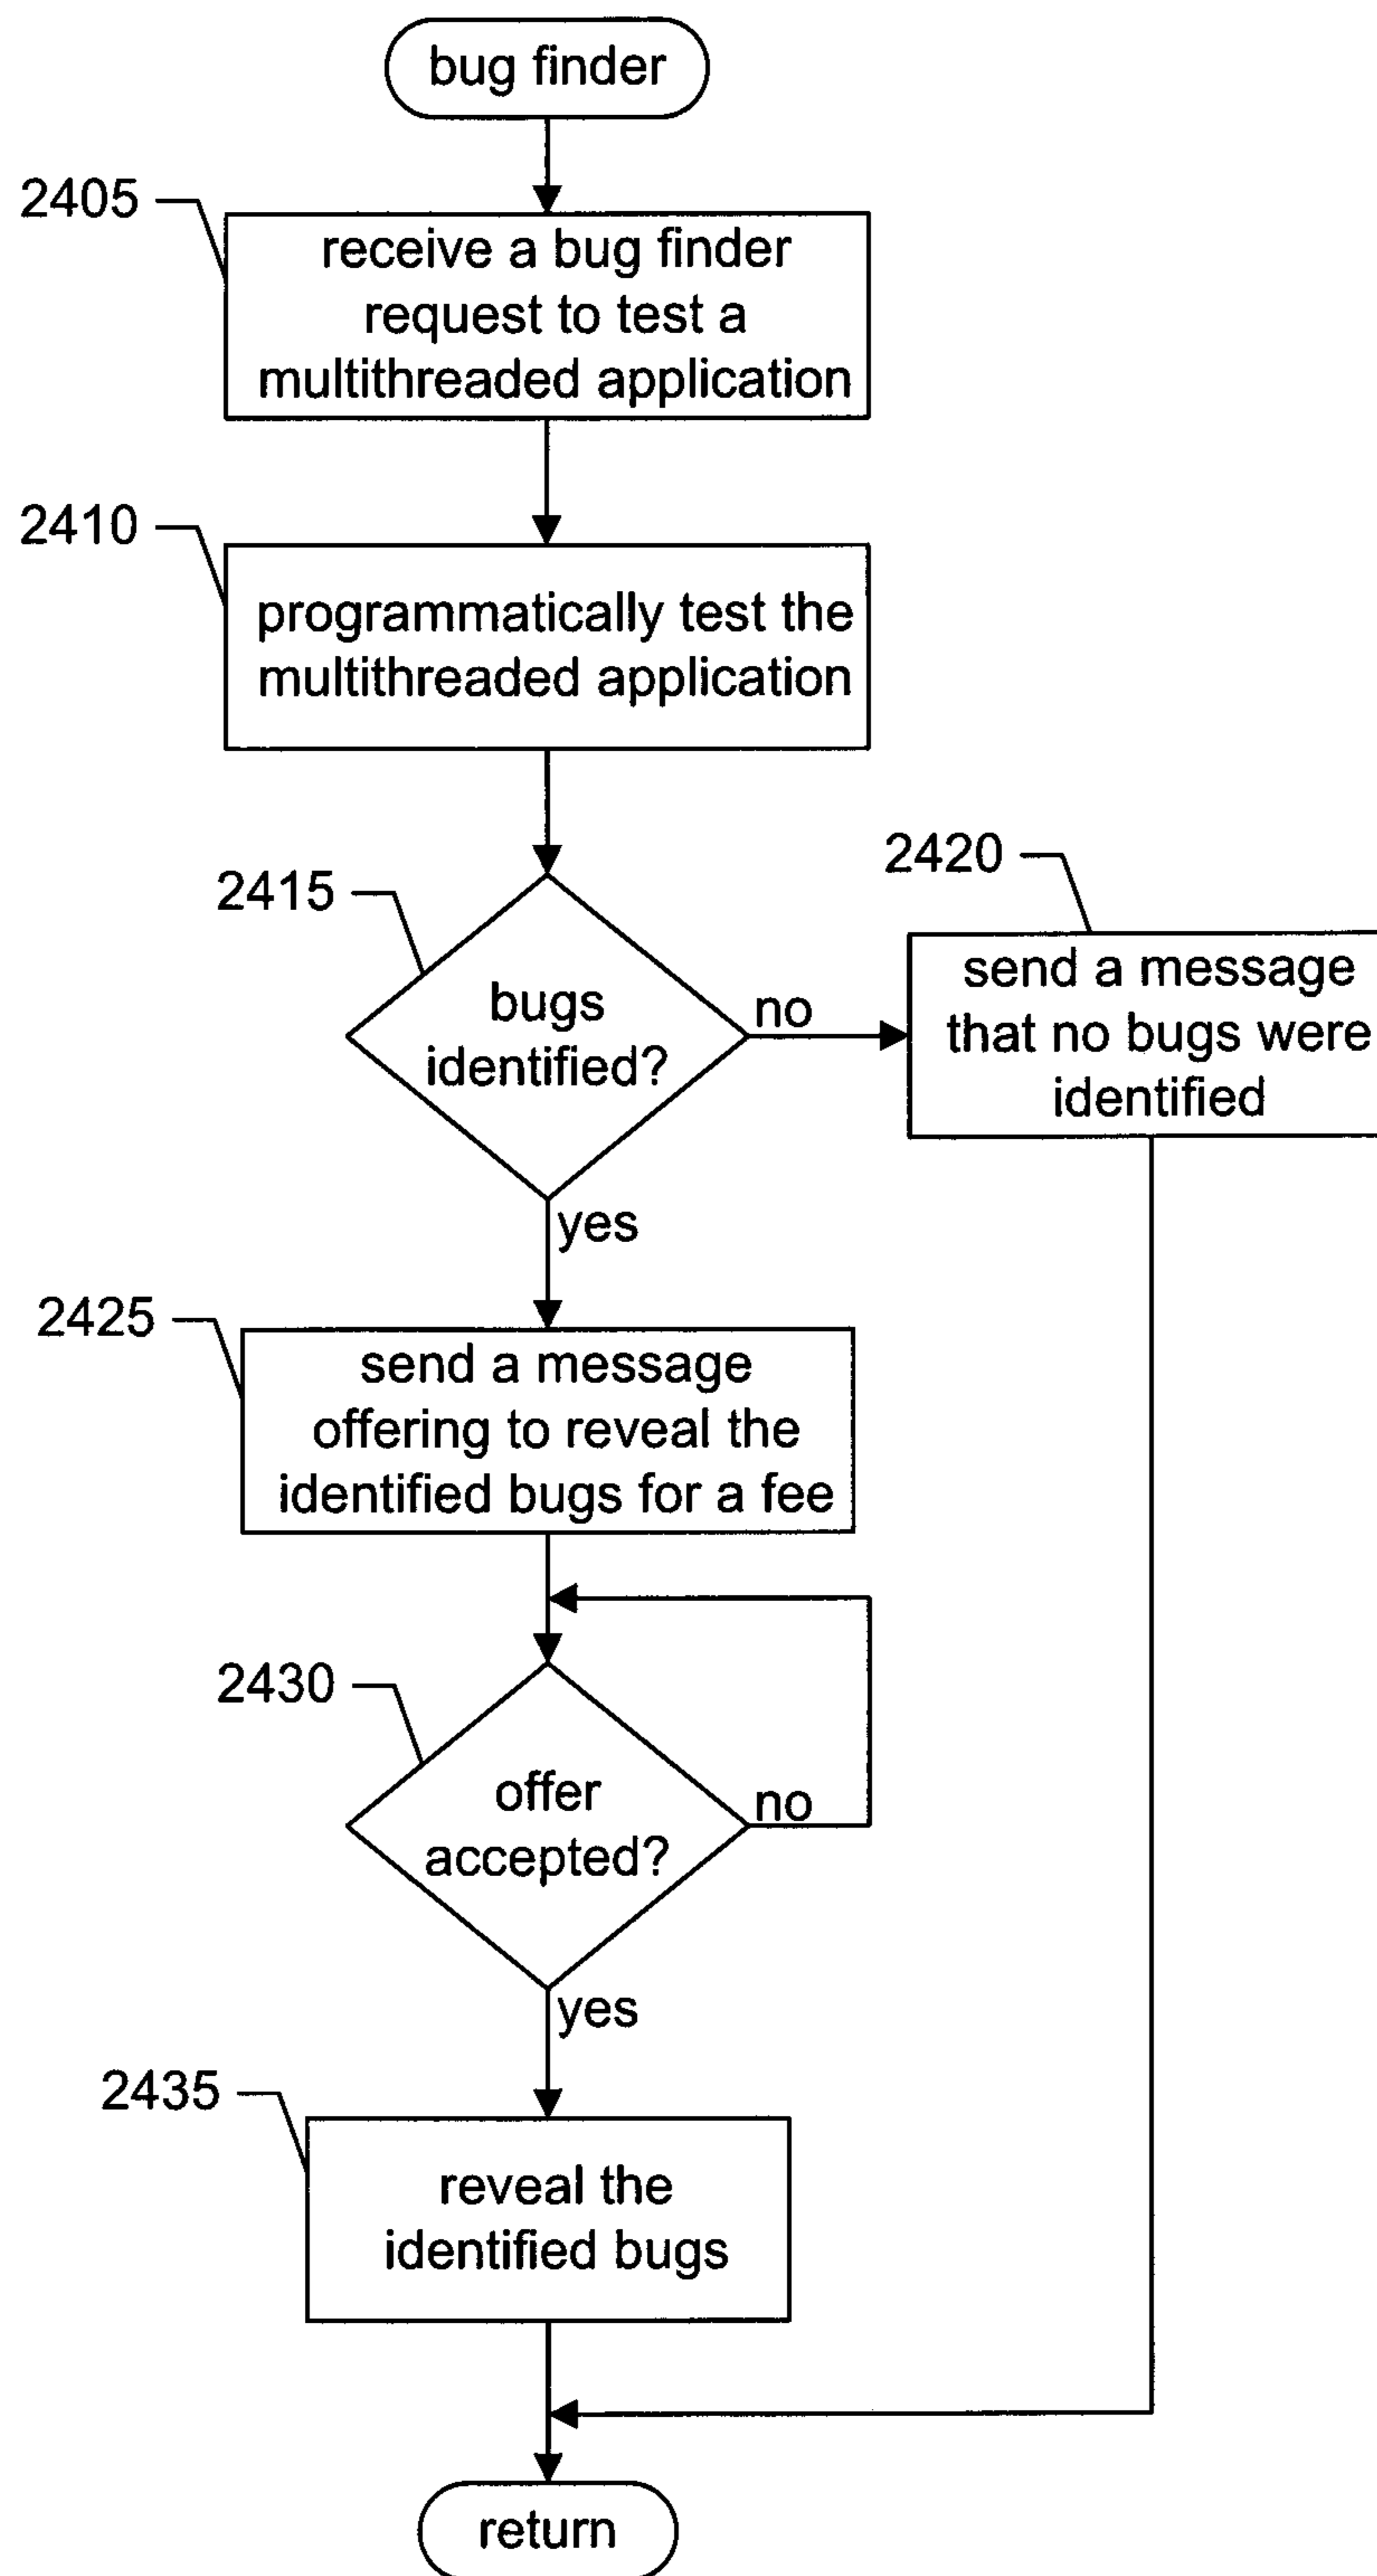 bug finder
2405
receive a bug finder
request to test a
multithreaded application
2410
programmatically test the
multithreaded application
2415
bugs
identified?
no
2420
send a message
that no bugs were
identified
yes
2425
send a message
offering to reveal the
identified bugs for a fee
2430
offer
accepted?
no
yes
2435
reveal the
identified bugs
return